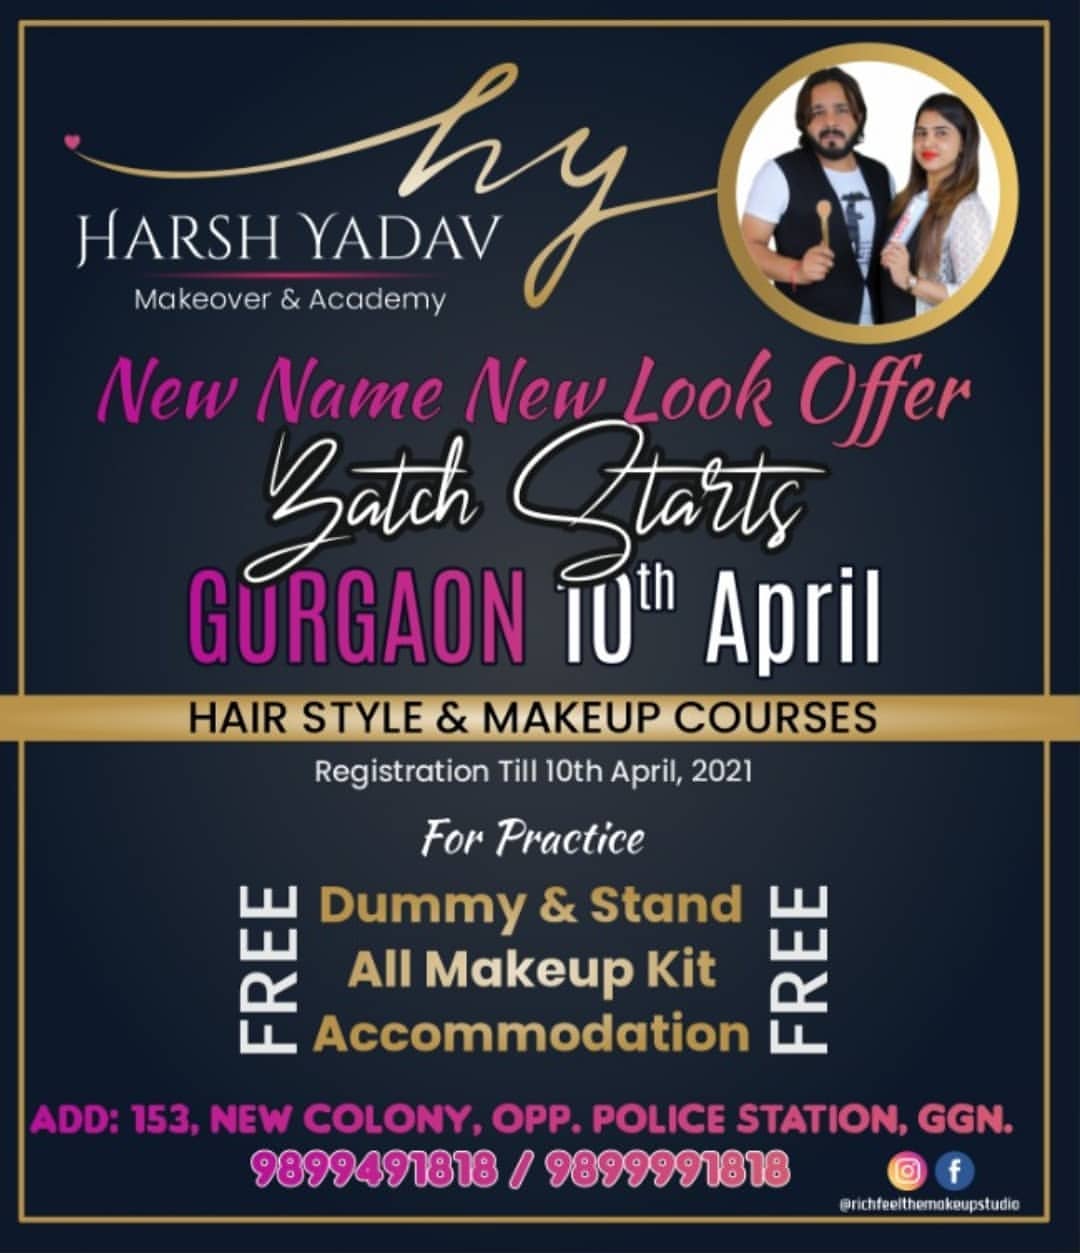 hy
HARSH YADAV
Makeover & Academy
New Name New Look Offer
Batch Starts
GURGAON 10th April
HAIR STYLE & MAKEUP COURSES
Registration Till 10th April, 2021
For Practice
FREE
Dummy & Stand
All Makeup Kit
Accommodation
FREE
ADD: 153, NEW COLONY, OPP. POLICE STATION, GGN.
9899491818 / 9899991818
@richfeelthemakeupstudio